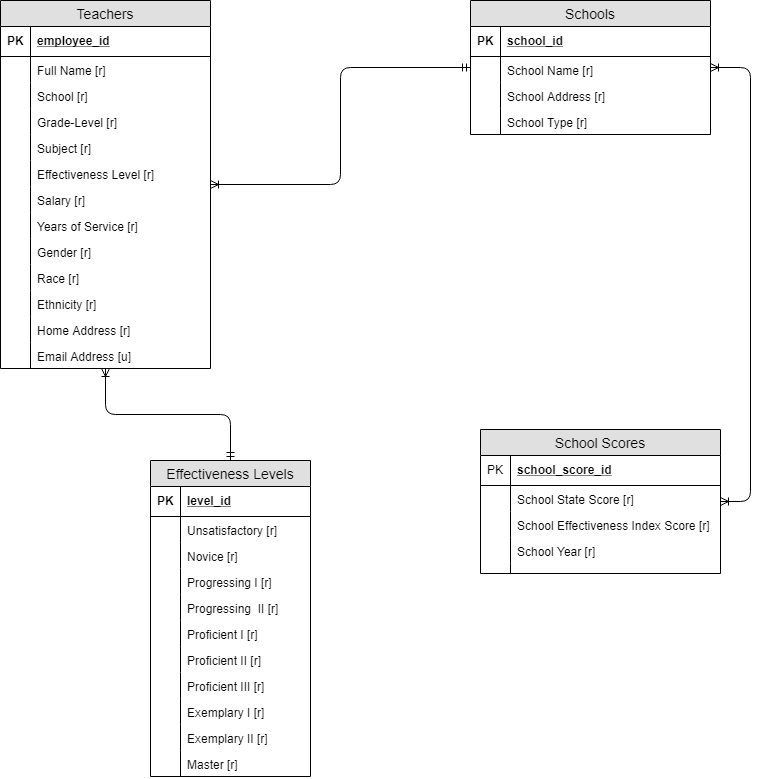 Teachers
PK employee_id
Full Name [r]
School [r]
Grade-Level [r]
Subject [r]
Effectiveness Level [r]
Salary [r]
Years of Service [r]
Gender [r]
Race [r]
Ethnicity [r]
Home Address [r]
Email Address [u]
Schools
PK school_id
School Name [r]
School Address [r]
School Type [r]
Effectiveness Levels
PK level_id
Unsatisfactory [r]
Novice [r]
Progressing I [r]
Progressing  II [r]
Proficient I [r]
Proficient II [r]
Proficient III [r]
Exemplary I [r]
Exemplary II [r]
Master [r]
School Scores
PK school_score_id
School State Score [r]
School Effectiveness Index Score [r]
School Year [r]